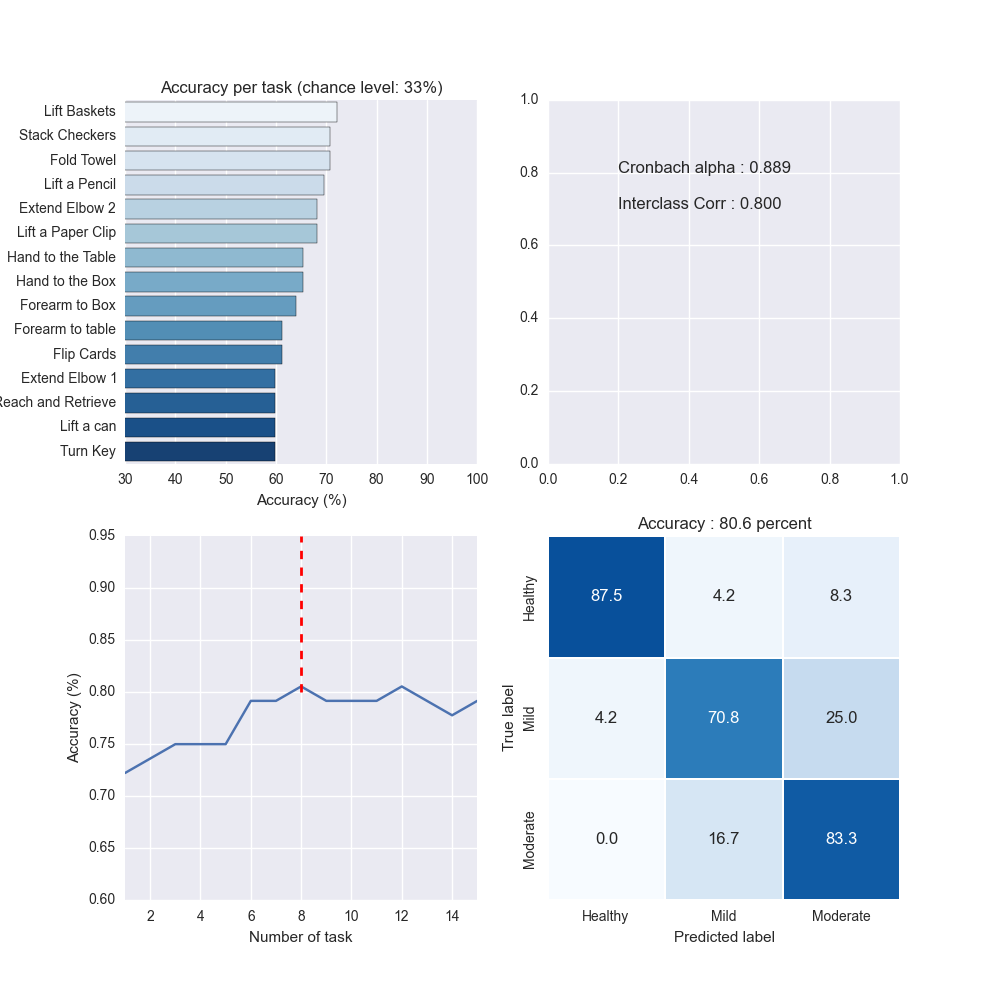 Accuracy per task (chance level: 33%)
Lift Baskets
Stack Checkers
Fold Towel
Lift a Pencil
Extend Elbow 2
Lift a Paper Clip
Hand to the Table
Hand to the Box
Forearm to Box
Forearm to table
Flip Cards
Extend Elbow 1
Reach and Retrieve
Lift a can
Turn Key
30 40 50 60 70 80 90 100
Accuracy (%)
1.0
0.8
0.6
0.4
0.2
0.0
Cronbach alpha : 0.889
Interclass Corr : 0.800
0.0 0.2 0.4 0.6 0.8 1.0
0.95
0.90
0.85
0.80
0.75
0.70
0.65
0.60
Accuracy (%)
2 4 6 8 10 12 14
Number of task
Accuracy : 80.6 percent
True label
Healthy
87.5 4.2 8.3
Mild
4.2 70.8 25.0
Moderate
0.0 16.7 83.3
Healthy Mild Moderate
Predicted label